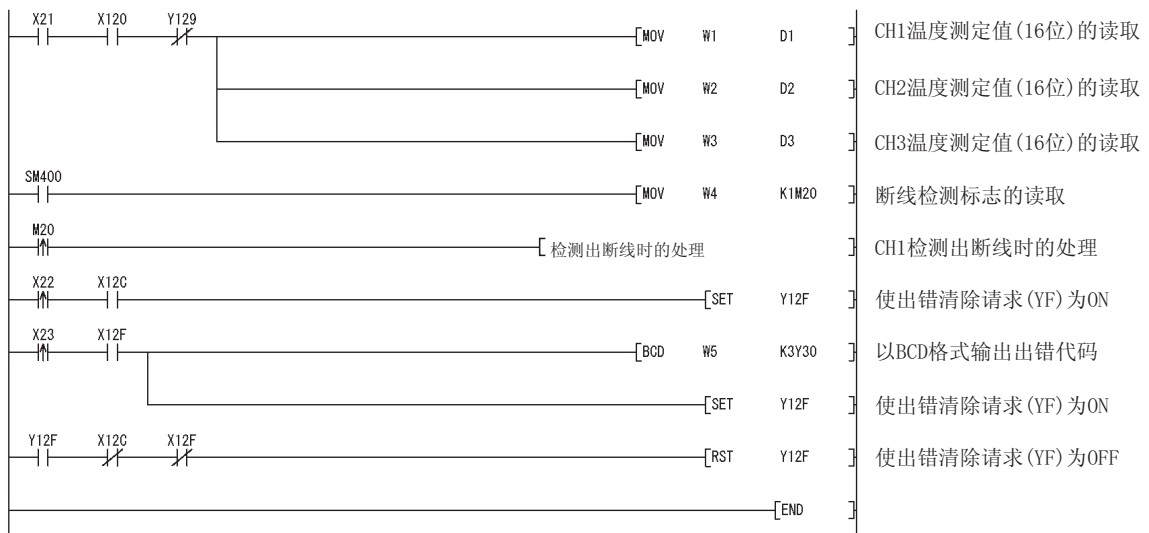 X21 X120 Y129
MOV W1 D1 CH1温度测定值(16位)的读取
MOV W2 D2 CH2温度测定值(16位)的读取
MOV W3 D3 CH3温度测定值(16位)的读取
SM400
MOV W4 K1M20 断线检测标志的读取
M20
检测出断线时的处理 CH1检测出断线时的处理
X22 X12C
SET Y12F 使出错清除请求(YF)为ON
X23 X12F
BCD W5 K3Y30 以BCD格式输出出错代码
SET Y12F 使出错清除请求(YF)为ON
Y12F X12C X12F
RST Y12F 使出错清除请求(YF)为OFF
END